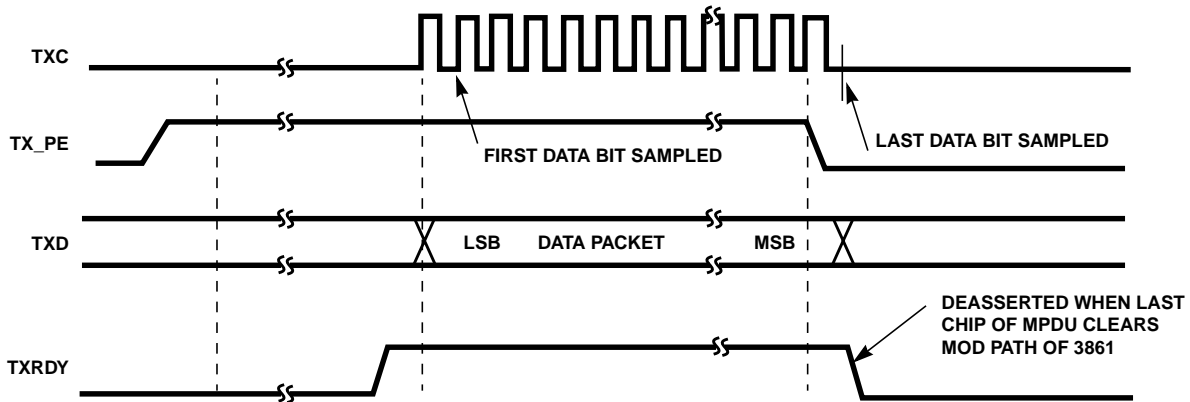 TXC
FIRST DATA BIT SAMPLED
LAST DATA BIT SAMPLED
TX_PE
TXD
LSB DATA PACKET MSB
DEASSERTED WHEN LAST
CHIP OF MPDU CLEARS
MOD PATH OF 3861
TXRDY